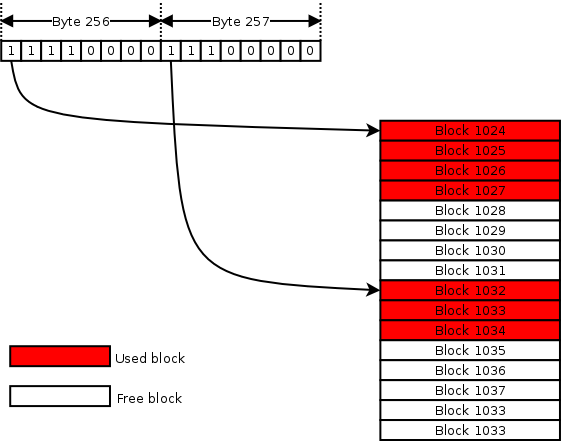 Byte 256 Byte 257
1 1 1 1 0 0 0 0 1 1 1 0 0 0 0 0
Block 1024
Block 1025
Block 1026
Block 1027
Block 1028
Block 1029
Block 1030
Block 1031
Block 1032
Block 1033
Block 1034
Block 1035
Block 1036
Block 1037
Block 1033
Block 1033
Used block
Free block